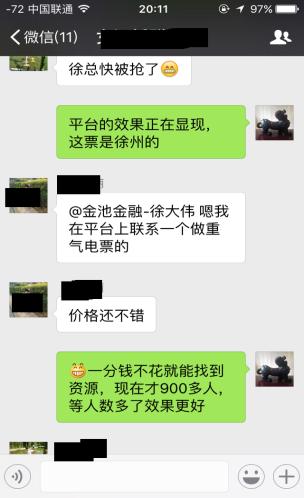 -72 中国联通 20:11 97%
微信(11)
徐总快被抢了😁
平台的效果正在显现，
这票是徐州的
@金池金融-徐大伟 嗯我
在平台上联系一个做重
气电票的
价格还不错
😁一分钱不花就能找到
资源，现在才900多人，
等人数多了效果更好